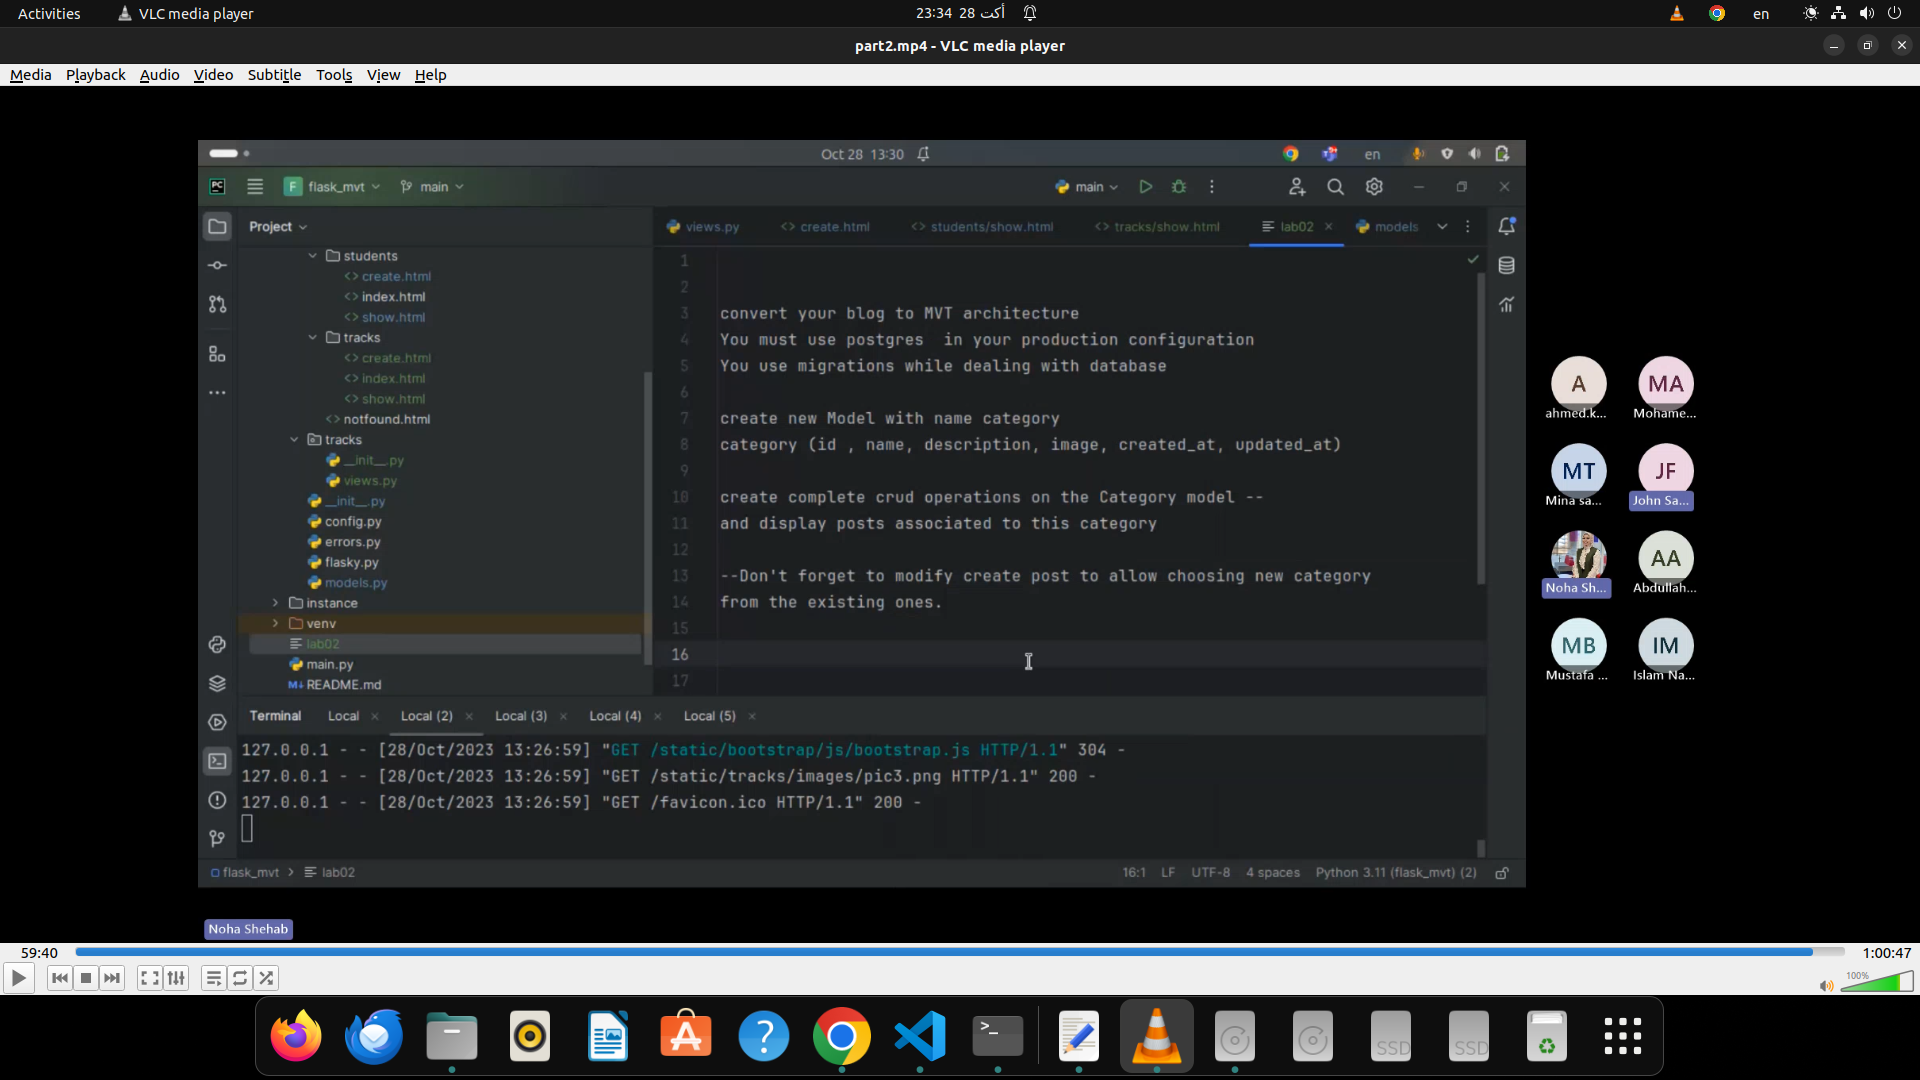 Activities
VLC media player
23:34 28 أكت
en
part2.mp4 - VLC media player
Media Playback Audio Video Subtitle Tools View Help
Oct 28 13:30
en
PC
F flask_mvt
main
main
Project
students
<> create.html
<> index.html
<> show.html
tracks
<> create.html
<> index.html
<> show.html
<> notfound.html
tracks
__init__.py
views.py
__init__.py
config.py
errors.py
flasky.py
models.py
instance
venv
lab02
main.py
M↓ README.md
views.py
<> create.html
<> students/show.html
<> tracks/show.html
lab02
models
1
2
3 convert your blog to MVT architecture
4 You must use postgres  in your production configuration
5 You use migrations while dealing with database
6
7 create new Model with name category
8 category (id , name, description, image, created_at, updated_at)
9
10 create complete crud operations on the Category model --
11 and display posts associated to this category
12
13 --Don't forget to modify create post to allow choosing new category
14 from the existing ones.
15
16
17
Terminal Local Local (2) Local (3) Local (4) Local (5)
127.0.0.1 - - [28/Oct/2023 13:26:59] "GET /static/bootstrap/js/bootstrap.js HTTP/1.1" 304 -
127.0.0.1 - - [28/Oct/2023 13:26:59] "GET /static/tracks/images/pic3.png HTTP/1.1" 200 -
127.0.0.1 - - [28/Oct/2023 13:26:59] "GET /favicon.ico HTTP/1.1" 200 -
flask_mvt > lab02
16:1 LF UTF-8 4 spaces Python 3.11 (flask_mvt) (2)
A
ahmed.k...
MA
Mohame...
MT
Mina sa...
JF
John Sa...
Noha Sh...
AA
Abdullah...
MB
Mustafa ...
IM
Islam Na...
Noha Shehab
59:40
1:00:47
100%
SSD
SSD